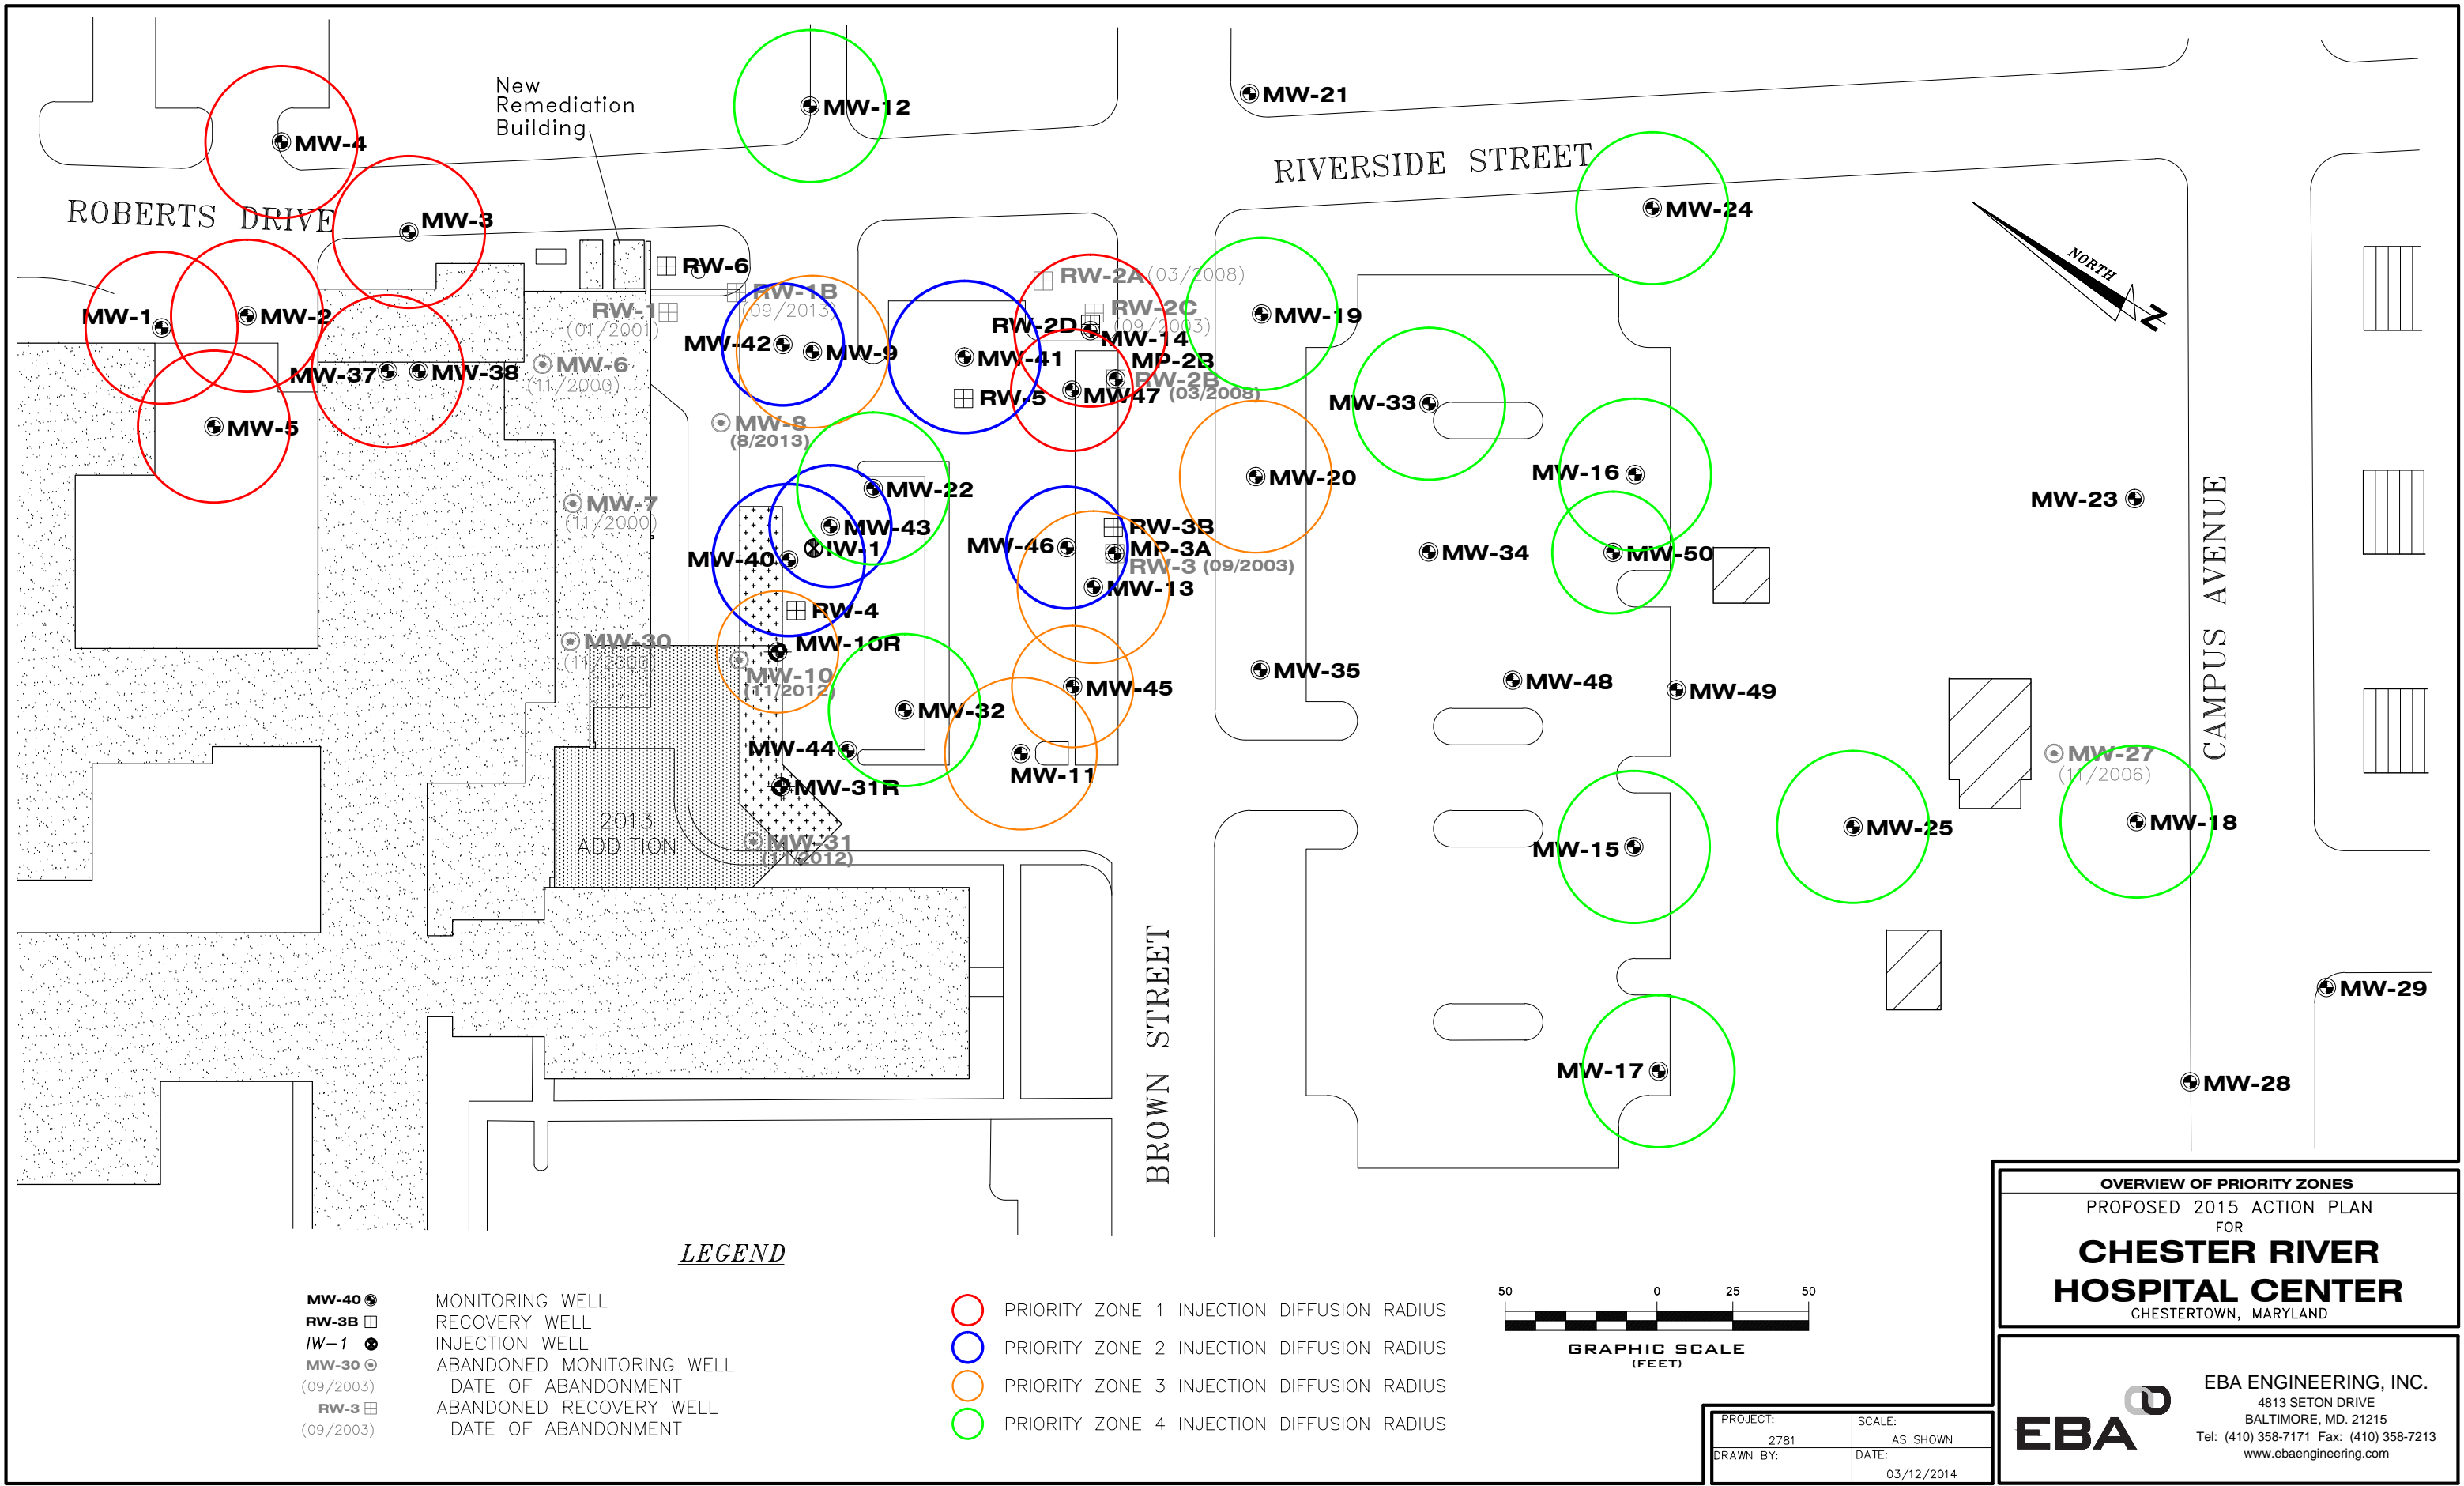 New
Remediation
Building
MW-12
MW-21
MW-4
RIVERSIDE STREET
ROBERTS DRIVE
MW-3
MW-24
NORTH
N
RW-6
RW-2A (03/2008)
RW-1B
(09/2013)
RW-1
(01/2001)
RW-2C
(09/2003)
MW-1
MW-2
RW-2D
MW-14
MW-19
MW-42
MW-9
MW-41
MP-2B
RW-2B
(03/2008)
MW-37
MW-38
MW-6
(11/2000)
RW-5
MW47
MW-33
MW-5
MW-8
(8/2013)
MW-20
MW-16
MW-22
MW-7
(11/2000)
MW-23
MW-43
RW-3B
IW-1
MW-46
MP-3A
MW-40
RW-3 (09/2003)
MW-34
MW-50
MW-13
RW-4
MW-30
(11/2000)
MW-10R
MW-10
(11/2012)
MW-45
MW-35
MW-48
MW-49
MW-32
MW-44
MW-11
MW-31R
MW-27
(11/2006)
CAMPUS AVENUE
2013
ADDITION
MW-31
(11/2012)
MW-15
MW-25
MW-18
BROWN STREET
MW-29
MW-17
MW-28
LEGEND
MW-40 MONITORING WELL
RW-3B RECOVERY WELL
IW-1 INJECTION WELL
MW-30 ABANDONED MONITORING WELL
(09/2003) DATE OF ABANDONMENT
RW-3 ABANDONED RECOVERY WELL
(09/2003) DATE OF ABANDONMENT
PRIORITY ZONE 1 INJECTION DIFFUSION RADIUS
PRIORITY ZONE 2 INJECTION DIFFUSION RADIUS
PRIORITY ZONE 3 INJECTION DIFFUSION RADIUS
PRIORITY ZONE 4 INJECTION DIFFUSION RADIUS
50 0 25 50
GRAPHIC SCALE
(FEET)
OVERVIEW OF PRIORITY ZONES
PROPOSED 2015 ACTION PLAN
FOR
CHESTER RIVER
HOSPITAL CENTER
CHESTERTOWN, MARYLAND
PROJECT:
2781
SCALE:
AS SHOWN
DRAWN BY:
DATE:
03/12/2014
EBA
EBA ENGINEERING, INC.
4813 SETON DRIVE
BALTIMORE, MD. 21215
Tel: (410) 358-7171 Fax: (410) 358-7213
www.ebaengineering.com